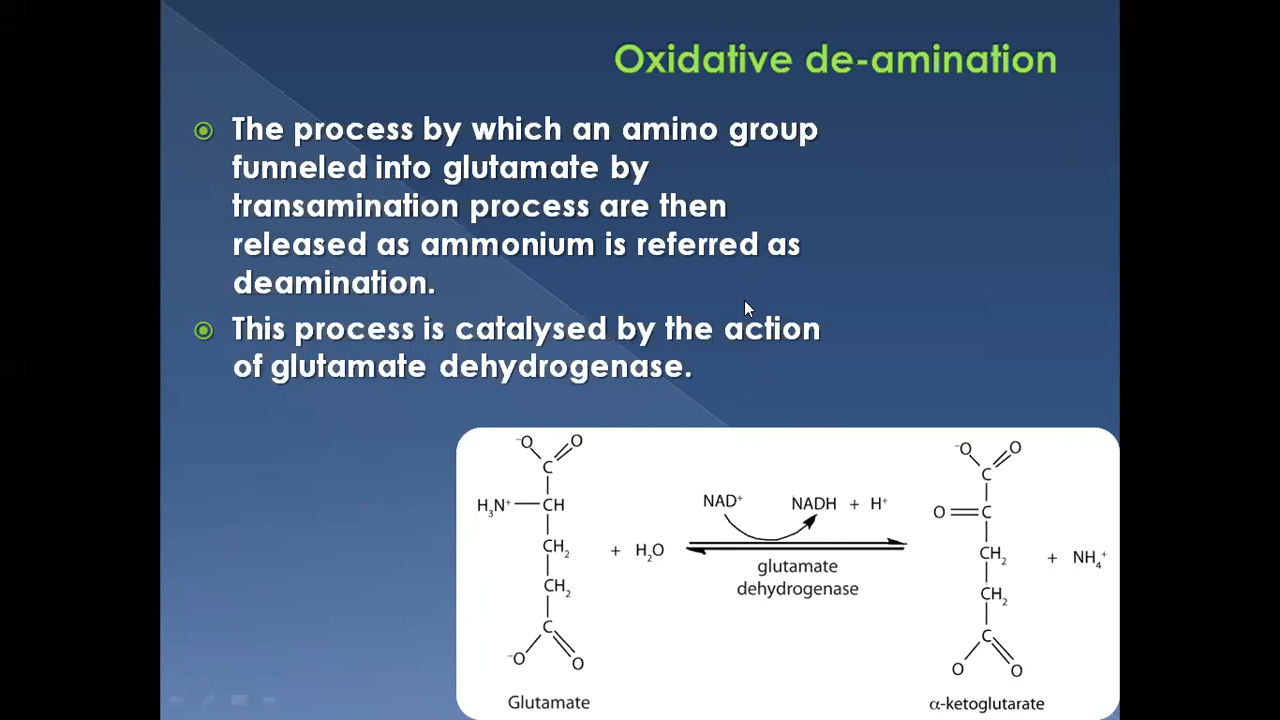 Oxidative de-amination
The process by which an amino group
funneled into glutamate by
transamination process are then
released as ammonium is referred as
deamination.
This process is catalysed by the action
of glutamate dehydrogenase.
⁻O O
C
H₃N⁺ CH
CH₂
CH₂
C
⁻O O
Glutamate
+ H₂O
NAD⁺ NADH + H⁺
glutamate
dehydrogenase
⁻O O
C
O C
CH₂
CH₂
C
O O
α-ketoglutarate
+ NH₄⁺